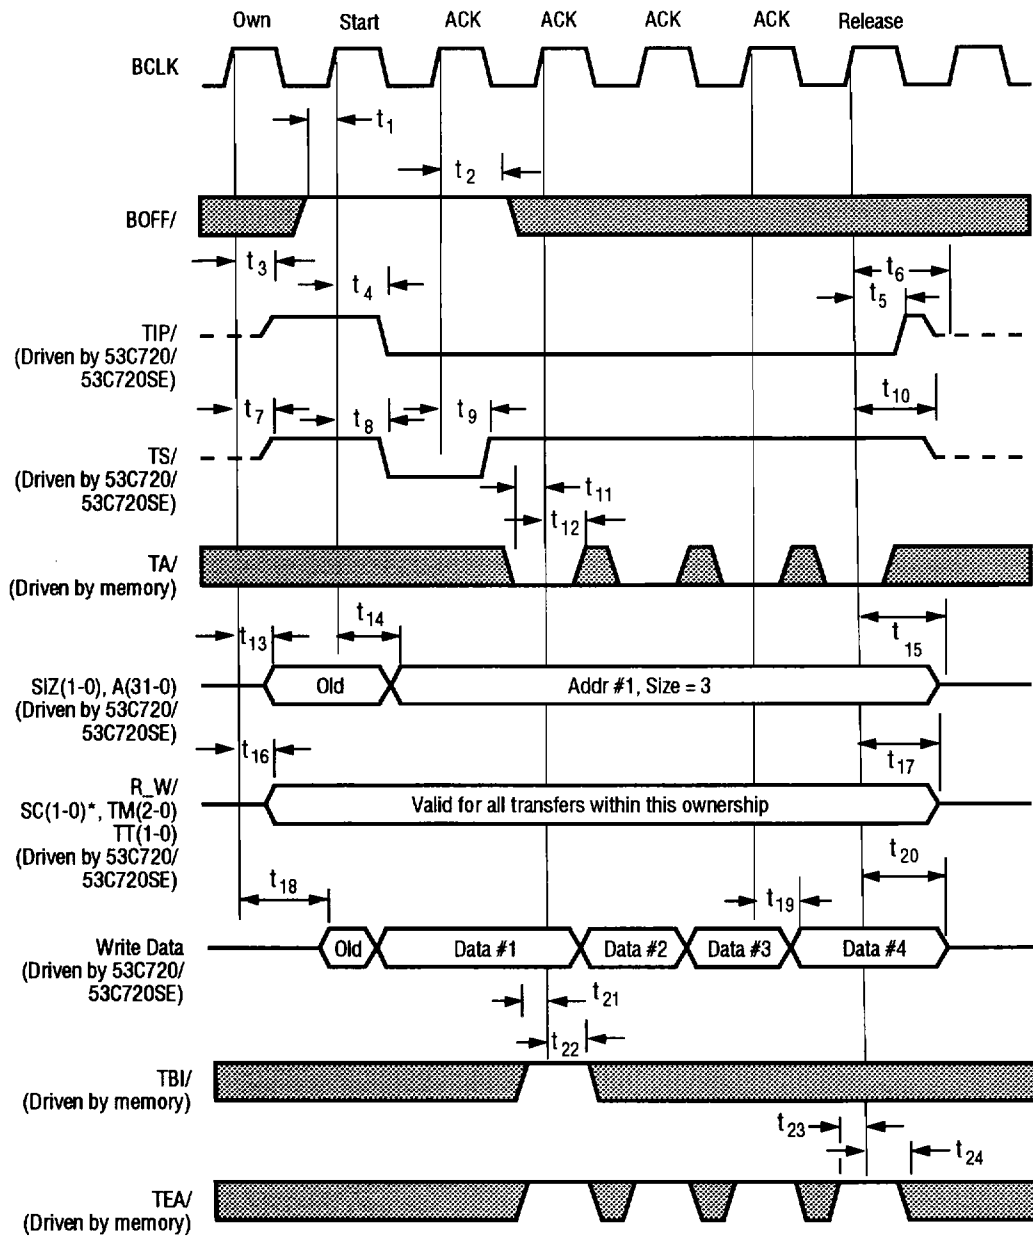 Own Start ACK ACK ACK ACK Release
BCLK
t1
t2
BOFF/
t3
t4
t6
t5
TIP/
(Driven by 53C720/
53C720SE)
t7
t8
t9
t10
TS/
(Driven by 53C720/
53C720SE)
t11
t12
TA/
(Driven by memory)
t13
t14
t15
SIZ(1-0), A(31-0)
(Driven by 53C720/
53C720SE)
Old
Addr #1, Size = 3
t16
t17
R_W/
SC(1-0)*, TM(2-0)
TT(1-0)
(Driven by 53C720/
53C720SE)
Valid for all transfers within this ownership
t18
t19
t20
Write Data
(Driven by 53C720/
53C720SE)
Old Data #1 Data #2 Data #3 Data #4
t21
t22
TBI/
(Driven by memory)
t23
t24
TEA/
(Driven by memory)